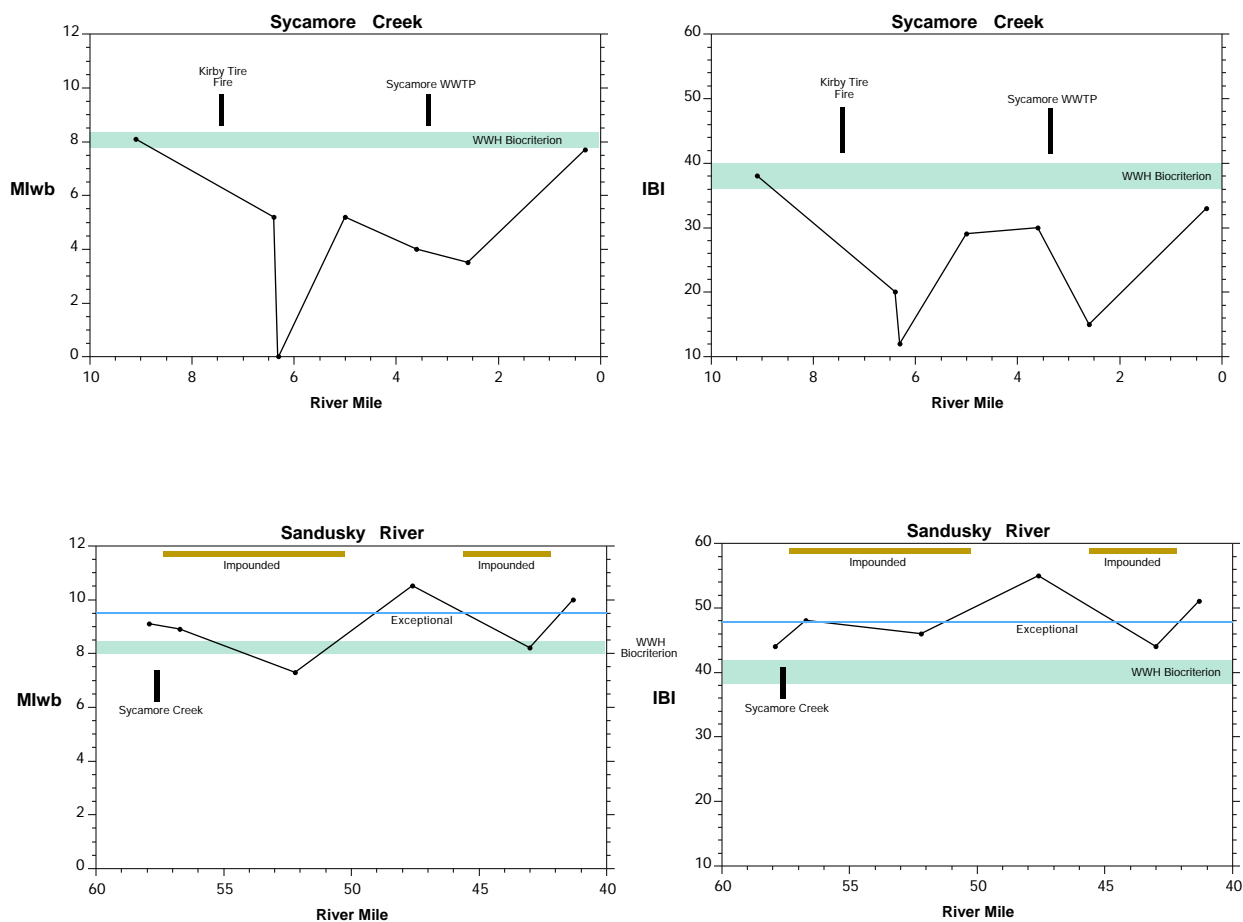 Sycamore Creek
12
10
8
6
4
2
0
MIwb
Kirby Tire
Fire
Sycamore WWTP
WWH Biocriterion
10
8
6
4
2
0
River Mile
Sycamore Creek
60
50
40
30
20
10
IBI
Kirby Tire
Fire
Sycamore WWTP
WWH Biocriterion
10
8
6
4
2
0
River Mile
Sandusky River
12
10
8
6
4
2
0
MIwb
Impounded
Impounded
Exceptional
WWH
Biocriterion
Sycamore Creek
60
55
50
45
40
River Mile
Sandusky River
60
50
40
30
20
10
IBI
Impounded
Impounded
Exceptional
WWH Biocriterion
Sycamore Creek
60
55
50
45
40
River Mile